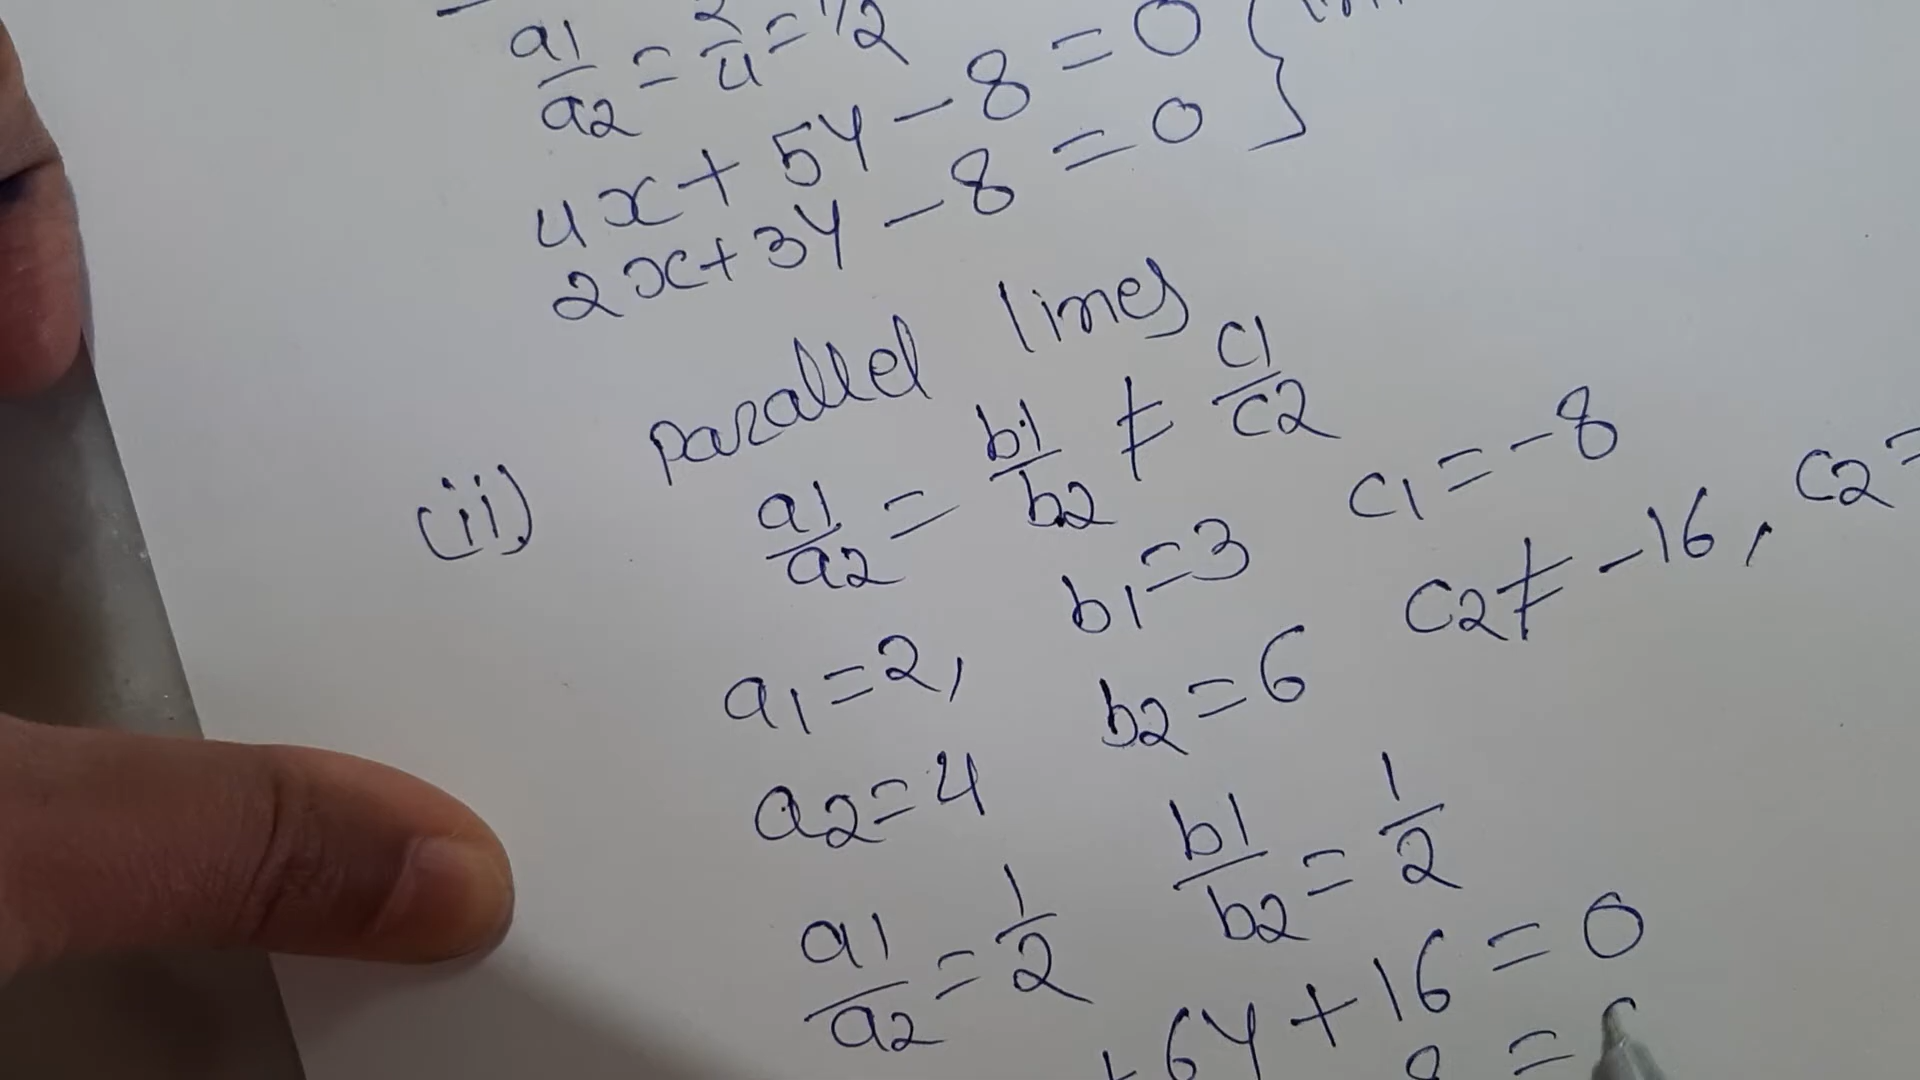 a1/a2 = 2/4 = 1/2
4x + 5y - 8 = 0
2x + 3y - 8 = 0
(ii) parallel lines
a1/a2 = b1/b2 ≠ c1/c2
a1 = 2, b1 = 3 c1 = -8
a2 = 4 b2 = 6 c2 ≠ -16, c2 =
a1/a2 = 1/2 b1/b2 = 1/2
+ 6y + 16 = 0
8 =